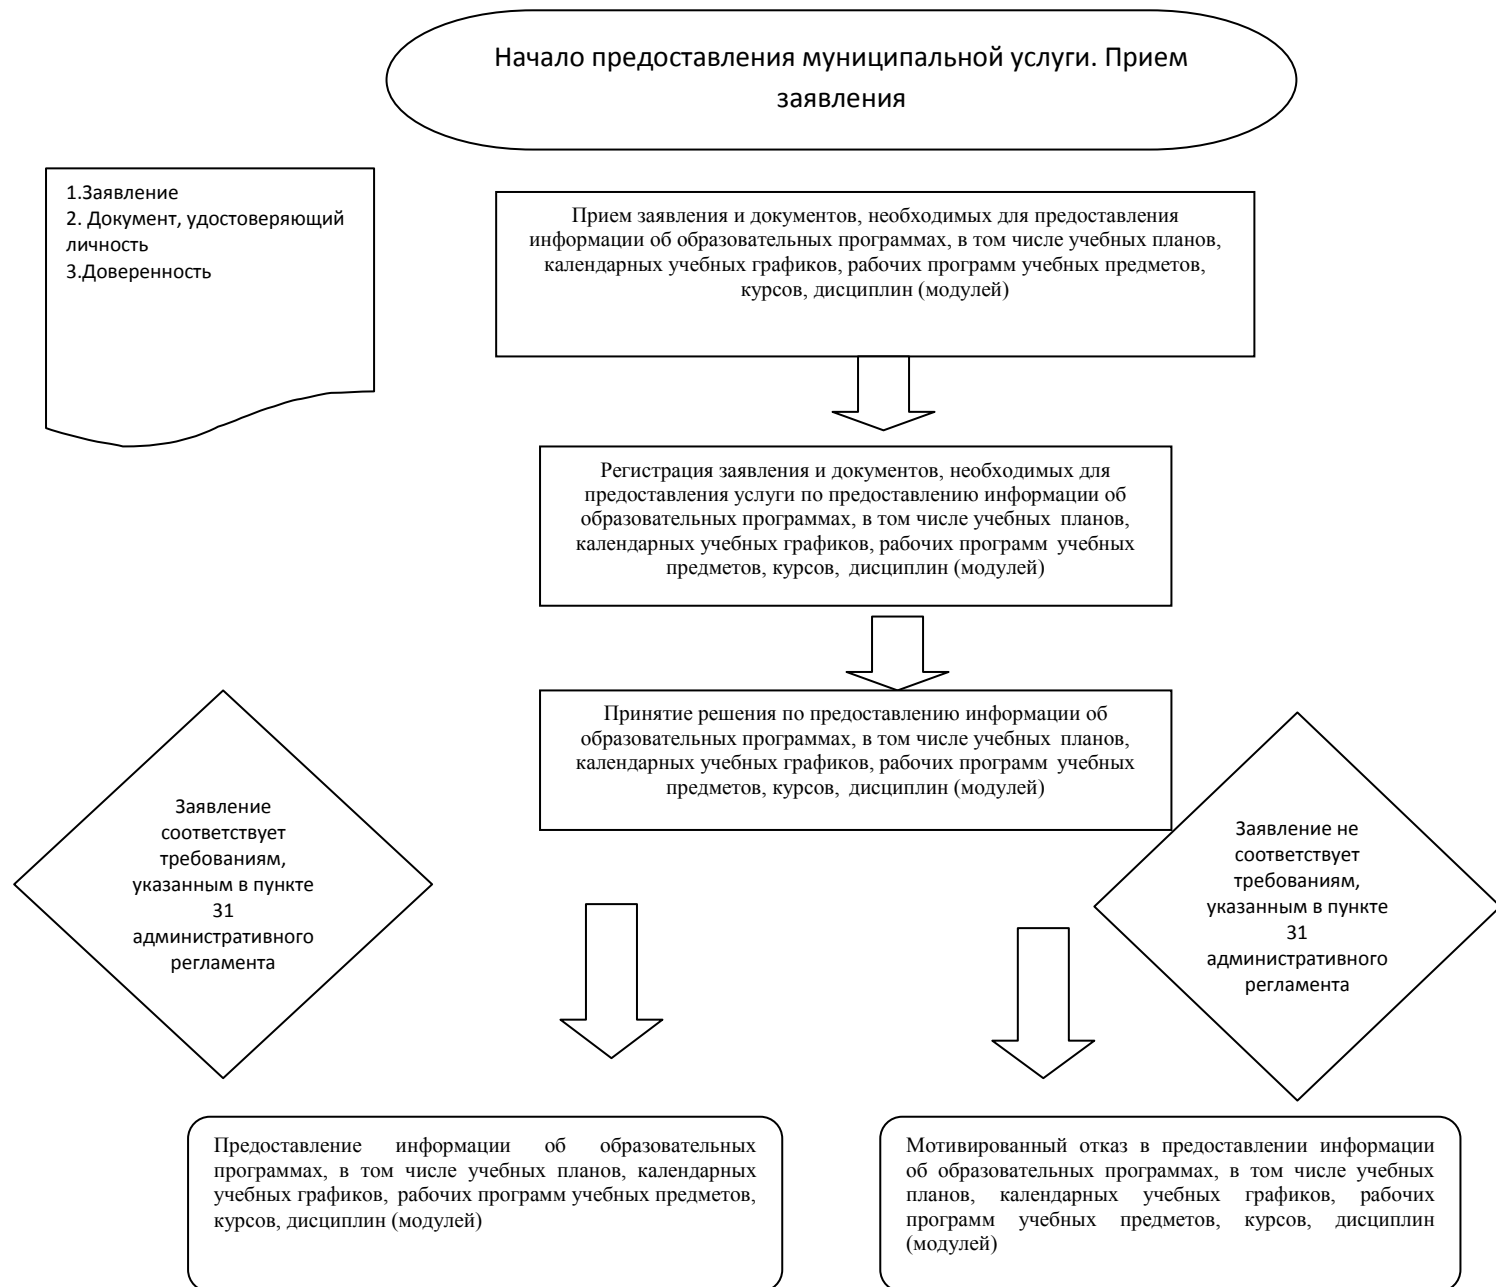 Начало предоставления муниципальной услуги. Прием
заявления
1.Заявление
2. Документ, удостоверяющий
личность
3.Доверенность
Прием заявления и документов, необходимых для предоставления
информации об образовательных программах, в том числе учебных планов,
календарных учебных графиков, рабочих программ учебных предметов,
курсов, дисциплин (модулей)
Регистрация заявления и документов, необходимых для
предоставления услуги по предоставлению информации об
образовательных программах, в том числе учебных планов,
календарных учебных графиков, рабочих программ учебных
предметов, курсов, дисциплин (модулей)
Принятие решения по предоставлению информации об
образовательных программах, в том числе учебных планов,
календарных учебных графиков, рабочих программ учебных
предметов, курсов, дисциплин (модулей)
Заявление
соответствует
требованиям,
указанным в пункте
31
административного
регламента
Заявление не
соответствует
требованиям,
указанным в пункте
31
административного
регламента
Предоставление информации об образовательных
программах, в том числе учебных планов, календарных
учебных графиков, рабочих программ учебных предметов,
курсов, дисциплин (модулей)
Мотивированный отказ в предоставлении информации
об образовательных программах, в том числе учебных
планов, календарных учебных графиков, рабочих
программ учебных предметов, курсов, дисциплин
(модулей)